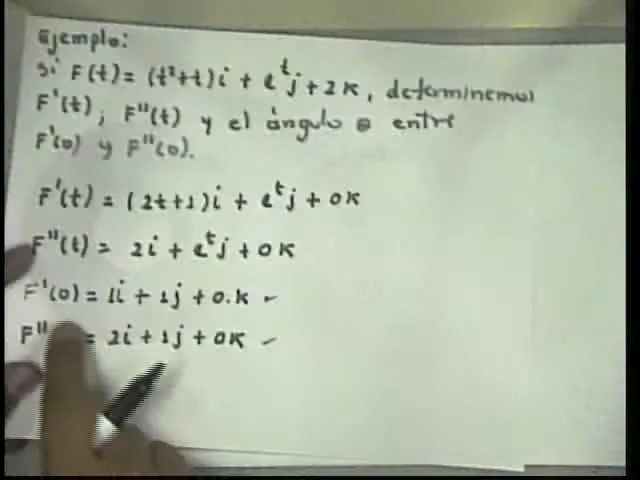 Ejemplo:
Si F(t) = (t²+t)i + e^t j + 2K, determinemos
F'(t), F''(t) y el ángulo θ entre
F'(0) y F''(0).
F'(t) = (2t+1)i + e^t j + 0K
F''(t) = 2i + e^t j + 0K
F'(0) = 1i + 1j + 0.K ✓
F'' = 2i + 1j + 0K ✓